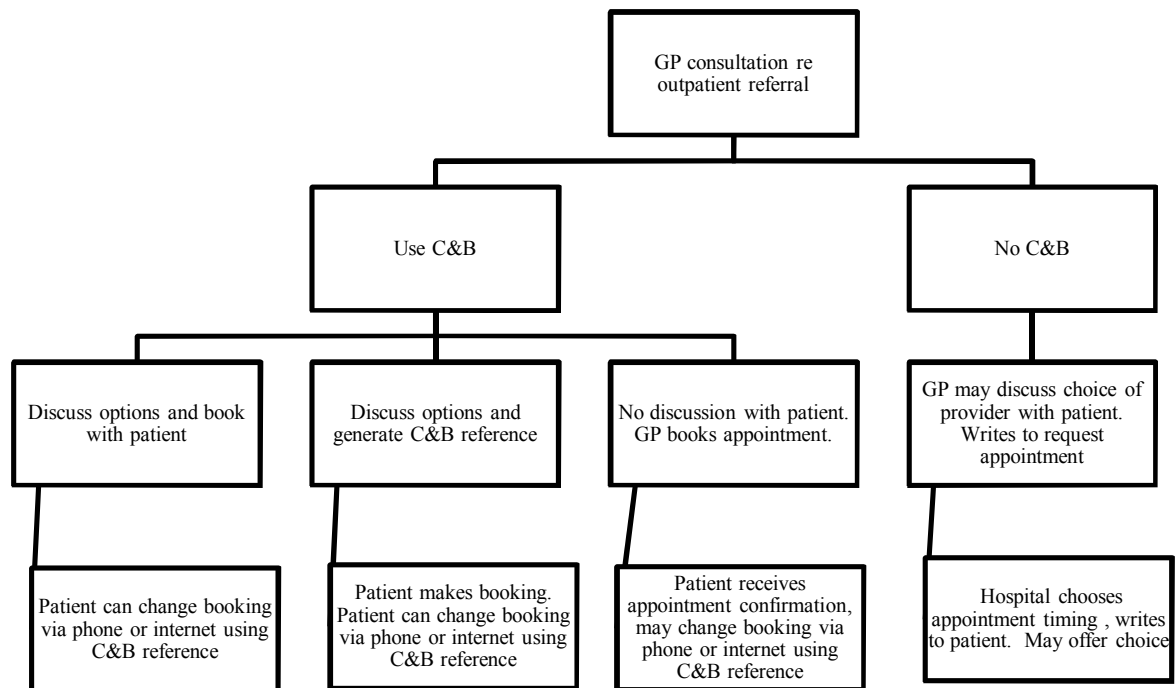 GP consultation re
outpatient referral
Use C&B
No C&B
Discuss options and book
with patient
Discuss options and
generate C&B reference
No discussion with patient.
GP books appointment.
GP may discuss choice of
provider with patient.
Writes to request
appointment
Patient can change booking
via phone or internet using
C&B reference
Patient makes booking.
Patient can change booking
via phone or internet using
C&B reference
Patient receives
appointment confirmation,
may change booking via
phone or internet using
C&B reference
Hospital chooses
appointment timing , writes
to patient.  May offer choice